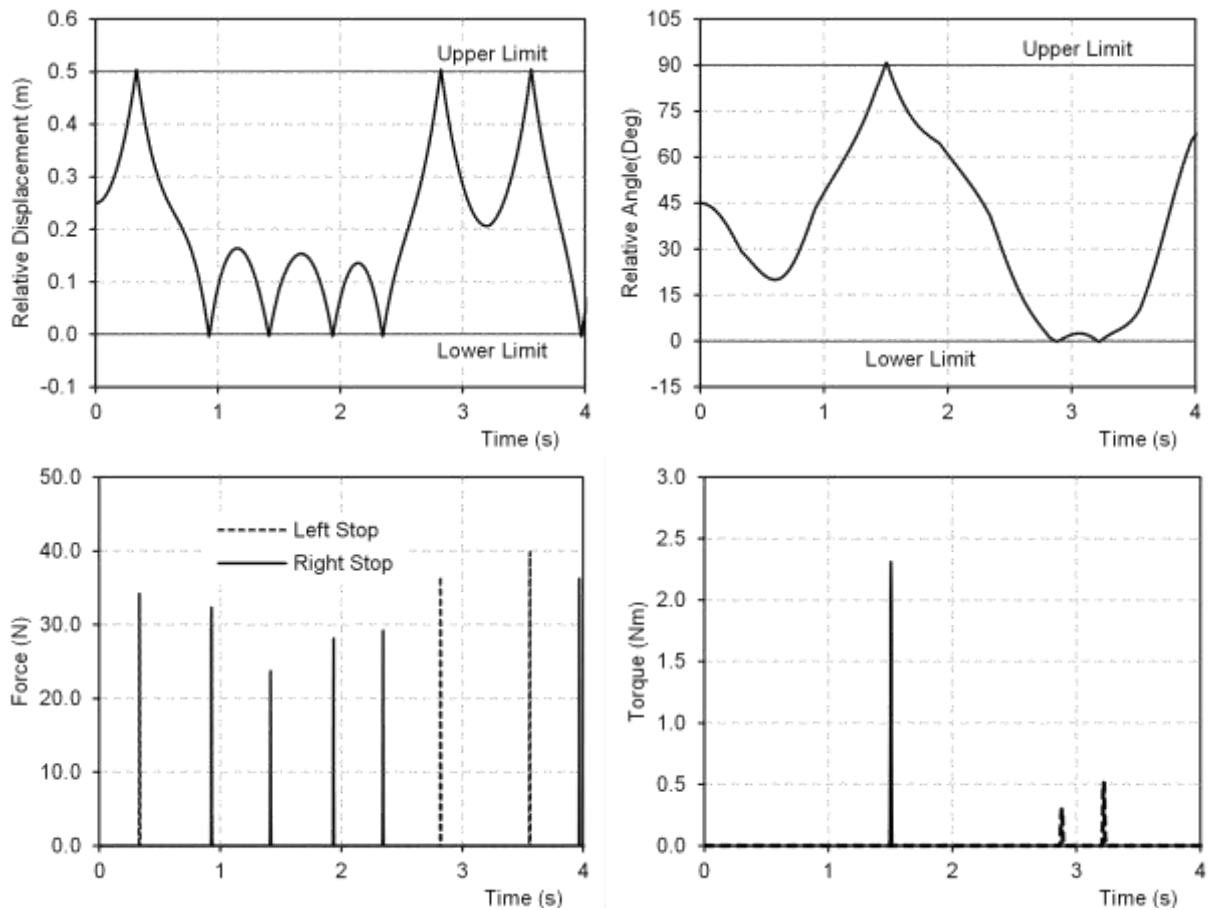 0.6
0.5
0.4
0.3
0.2
0.1
0.0
-0.1
Relative Displacement (m)
Upper Limit
Lower Limit
0 1 2 3 4
Time (s)
105
90
75
60
45
30
15
0
-15
Relative Angle(Deg)
Upper Limit
Lower Limit
0 1 2 3 4
Time (s)
50.0
40.0
30.0
20.0
10.0
0.0
Force (N)
Left Stop
Right Stop
0 1 2 3 4
Time (s)
3.0
2.5
2.0
1.5
1.0
0.5
0.0
Torque (Nm)
0 1 2 3 4
Time (s)